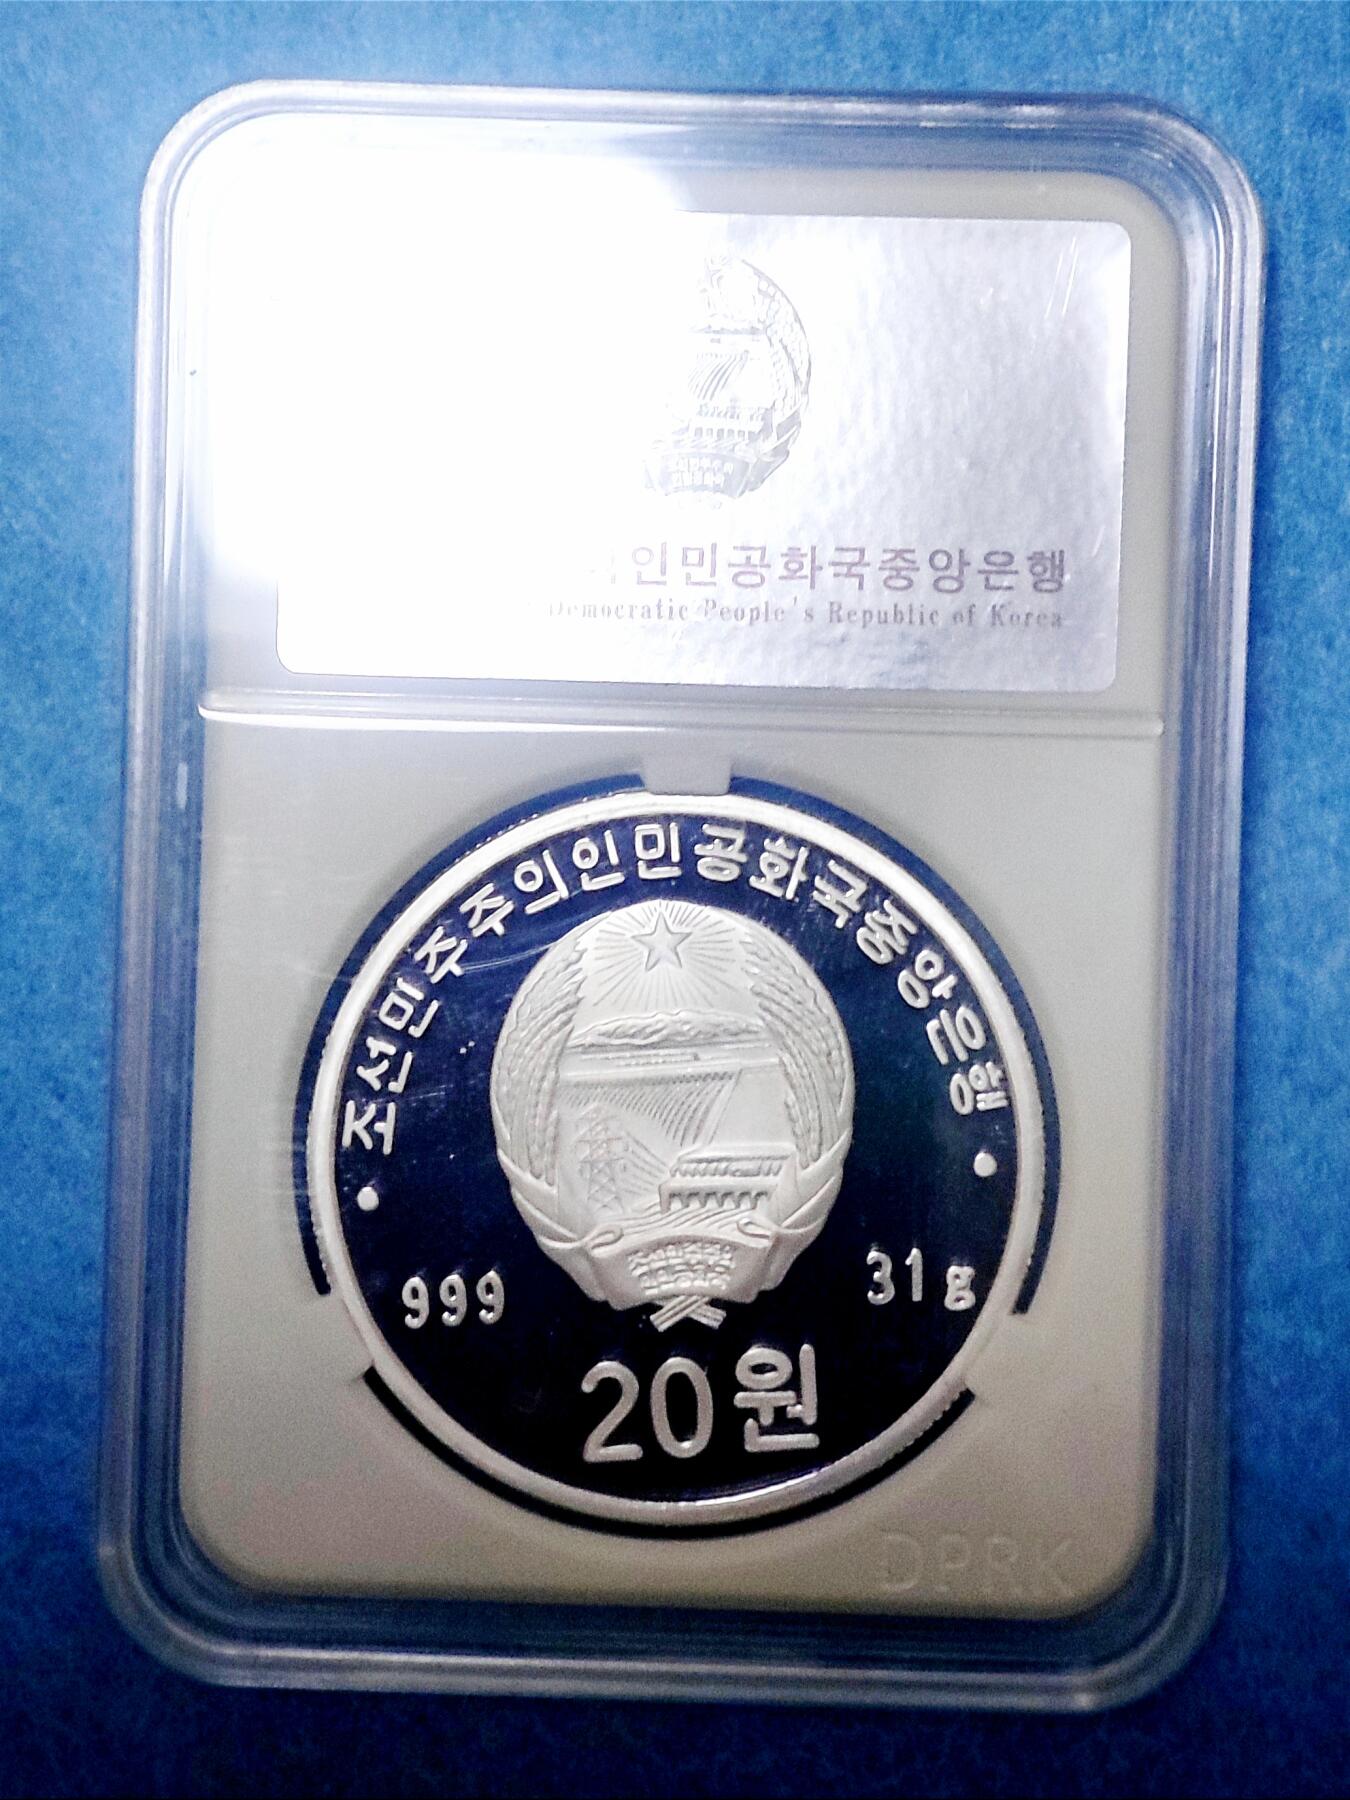 인민공화국중앙은행
Democratic People's Republic of Korea
조선민주주의인민공화국중앙은행
999
31g
20원
DPRK